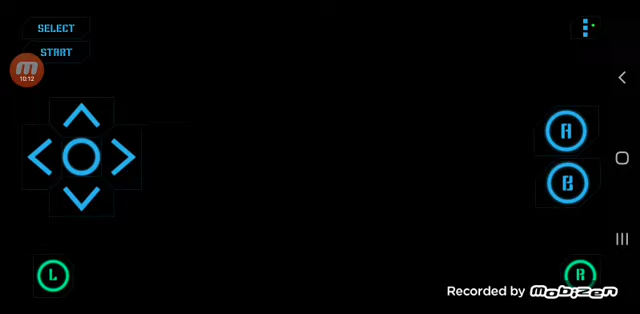 SELECT
START
10:12
A
B
L
R
Recorded by Mobizen